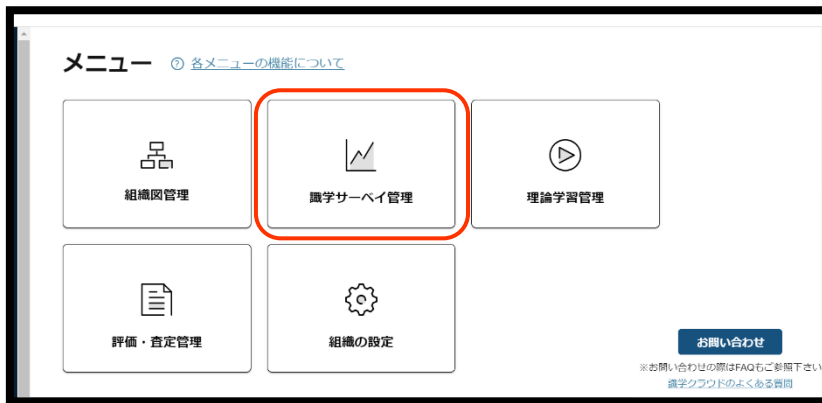 メニュー
各メニューの機能について
組織図管理
識学サーベイ管理
理論学習管理
評価・査定管理
組織の設定
お問い合わせ
※お問い合わせの際はFAQもご参照下さい
識学クラウドのよくある質問